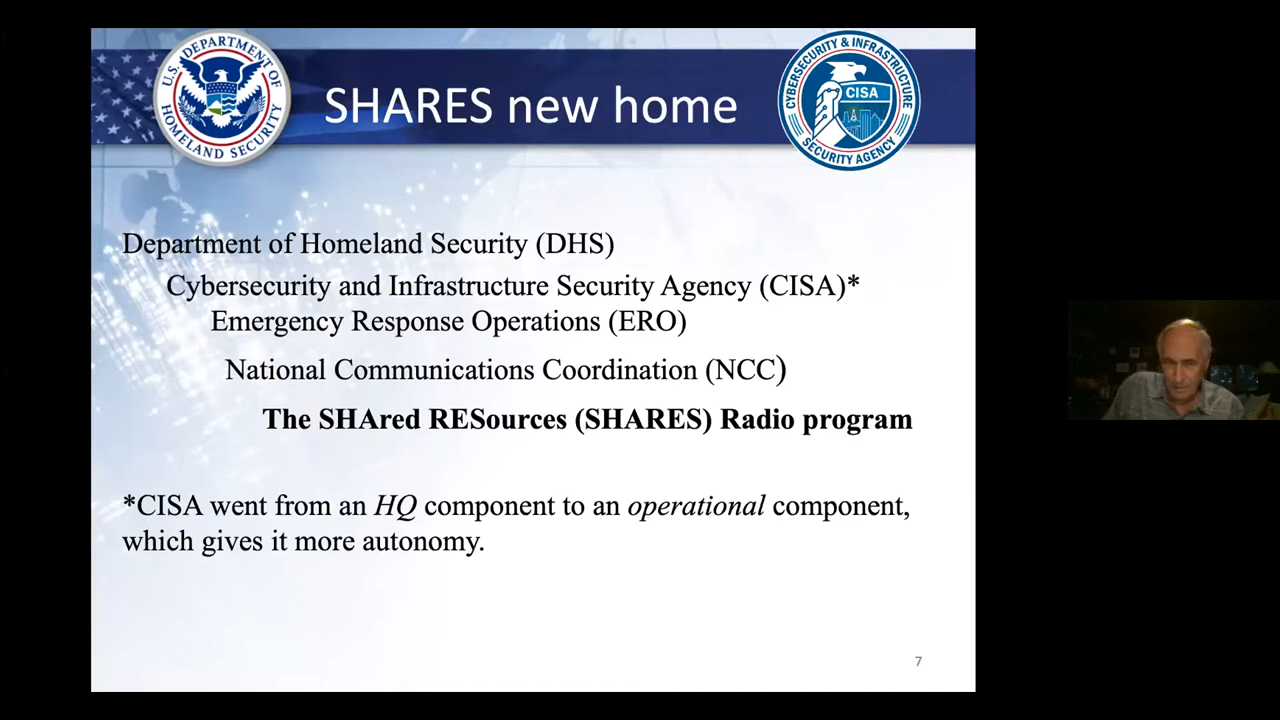 U.S. DEPARTMENT OF HOMELAND SECURITY
SHARES new home
CYBERSECURITY & INFRASTRUCTURE SECURITY AGENCY
CISA
Department of Homeland Security (DHS)
Cybersecurity and Infrastructure Security Agency (CISA)*
Emergency Response Operations (ERO)
National Communications Coordination (NCC)
The SHAred RESources (SHARES) Radio program
*CISA went from an HQ component to an operational component,
which gives it more autonomy.
7